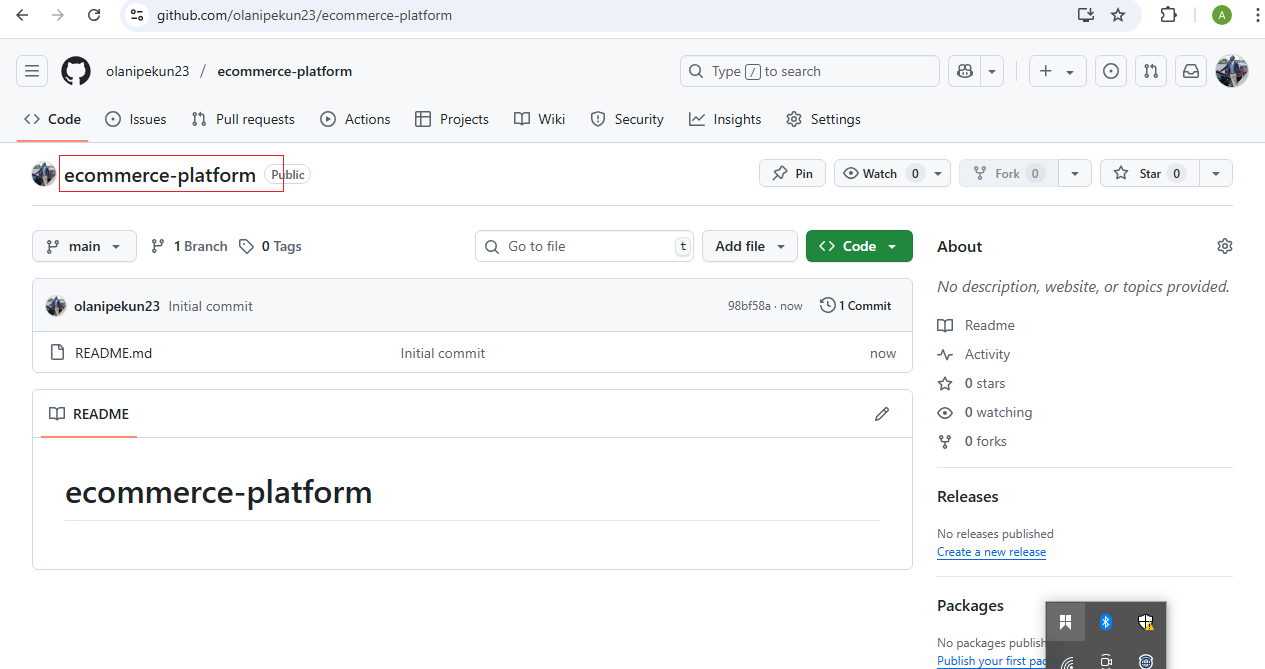 github.com/olanipekun23/ecommerce-platform
A
olanipekun23 / ecommerce-platform
Type / to search
Code Issues Pull requests Actions Projects Wiki Security Insights Settings
ecommerce-platform Public
Pin Watch 0 Fork 0 Star 0
main 1 Branch 0 Tags Go to file t Add file Code
About
No description, website, or topics provided.
olanipekun23 Initial commit 98bf58a · now 1 Commit
Readme
README.md Initial commit now
Activity
0 stars
0 watching
0 forks
README
ecommerce-platform
Releases
No releases published
Create a new release
Packages
No packages publish
Publish your first pac